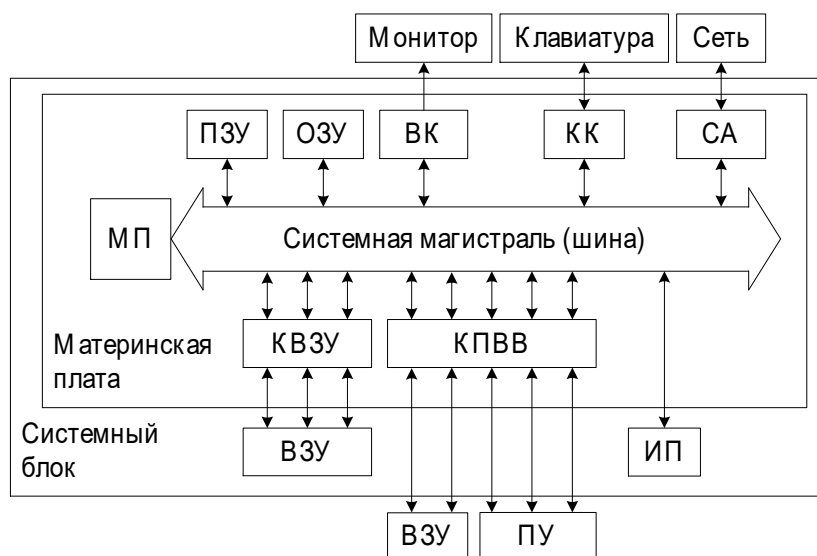 Монитор
Клавиатура
Сеть
ПЗУ
ОЗУ
ВК
КК
СА
МП
Системная магистраль (шина)
КВЗУ
КПВВ
Материнская
плата
Системный
блок
ВЗУ
ИП
ВЗУ
ПУ